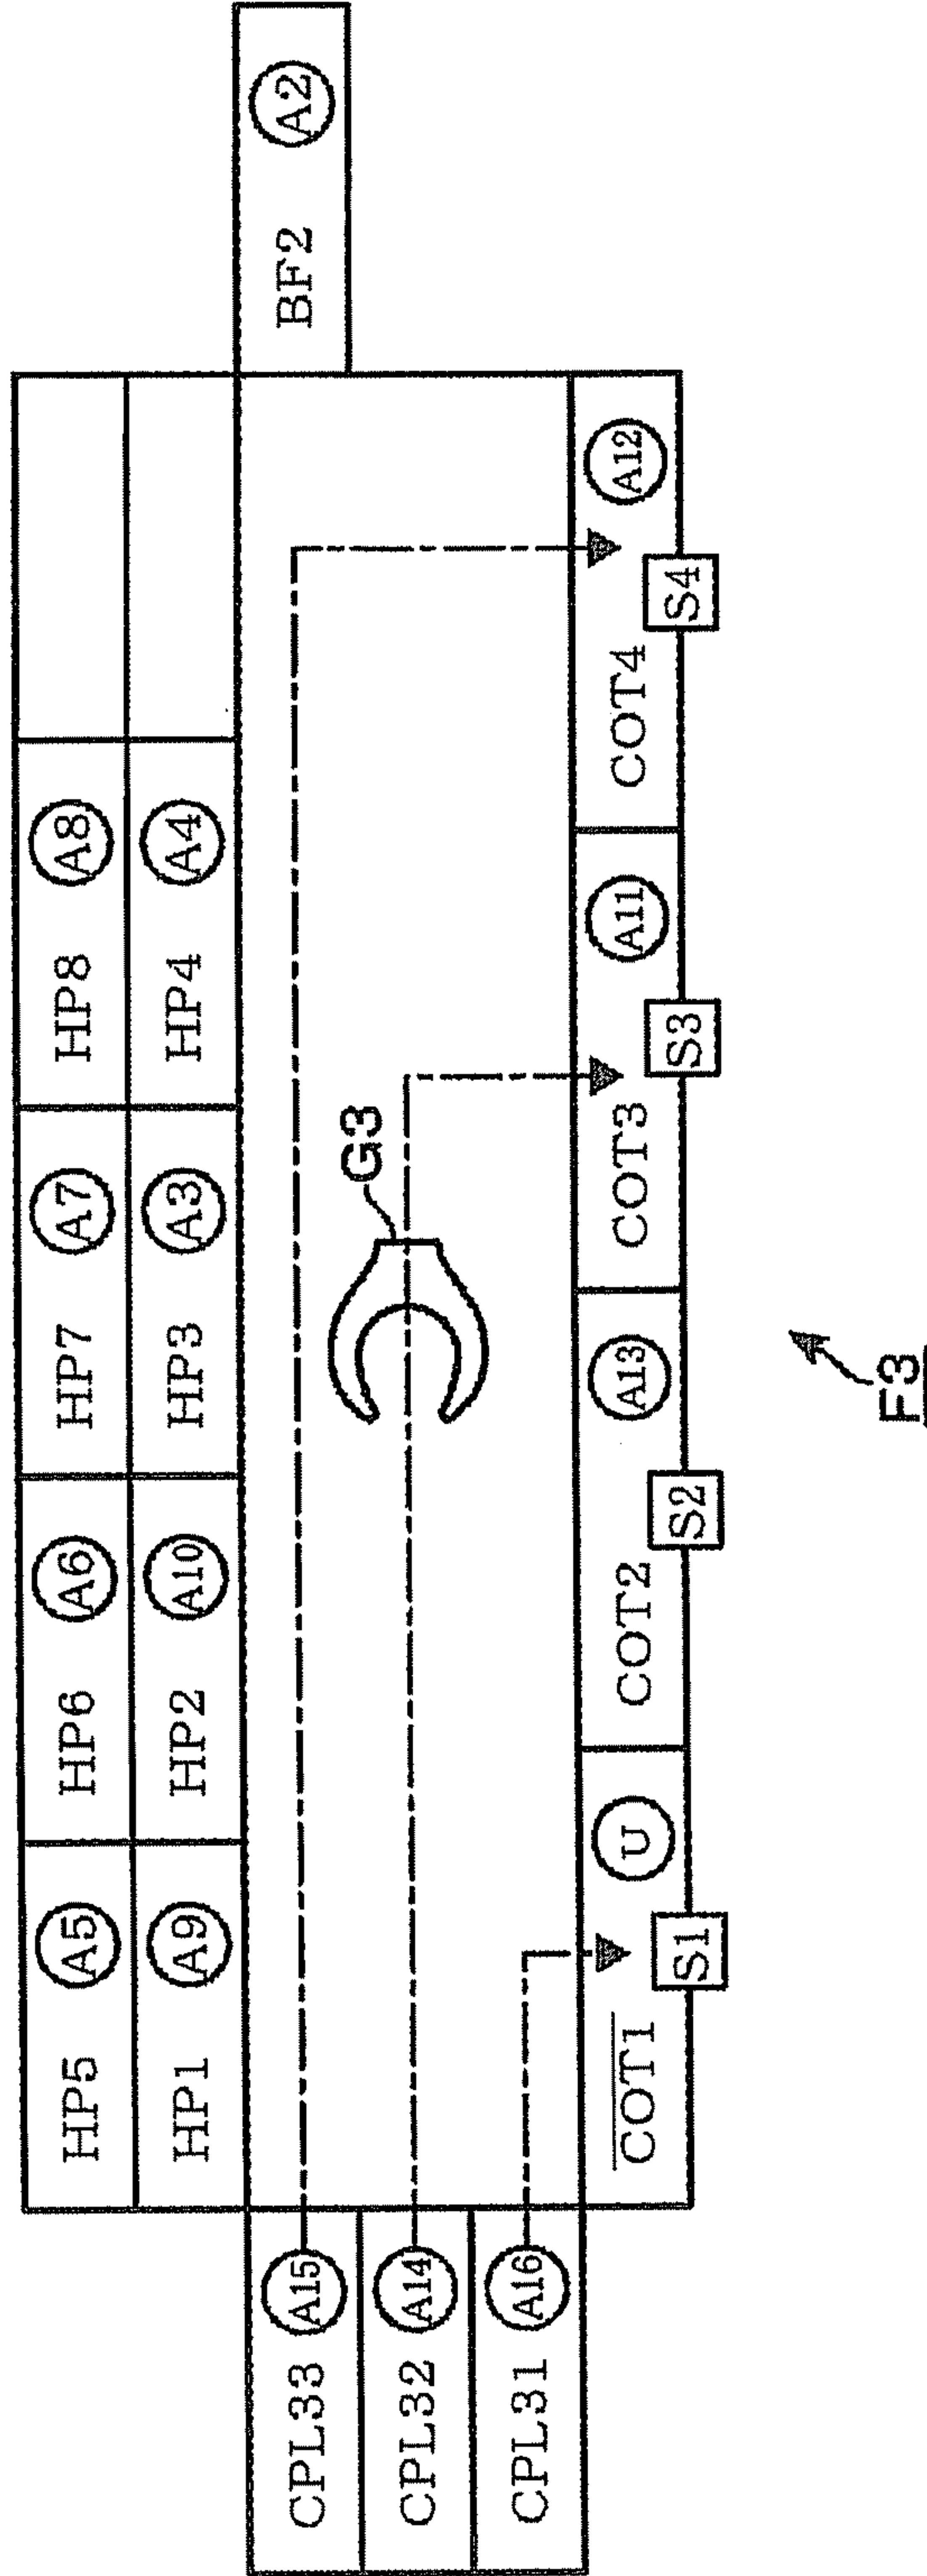 HP5 A5 HP6 A6 HP7 A7 HP8 A8
HP1 A9 HP2 A10 HP3 A3 HP4 A4
BF2 A2
CPL33 A15
CPL32 A14
CPL31 A16
G3
COT1 U COT2 A13 COT3 A11 COT4 A12
S1 S2 S3 S4
F3